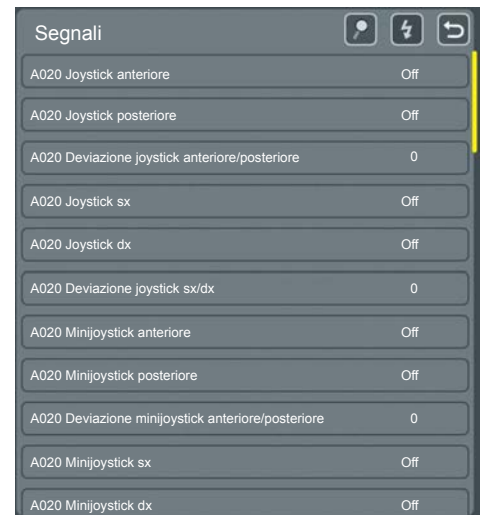 Segnali
A020 Joystick anteriore Off
A020 Joystick posteriore Off
A020 Deviazione joystick anteriore/posteriore 0
A020 Joystick sx Off
A020 Joystick dx Off
A020 Deviazione joystick sx/dx 0
A020 Minijoystick anteriore Off
A020 Minijoystick posteriore Off
A020 Deviazione minijoystick anteriore/posteriore 0
A020 Minijoystick sx Off
A020 Minijoystick dx Off